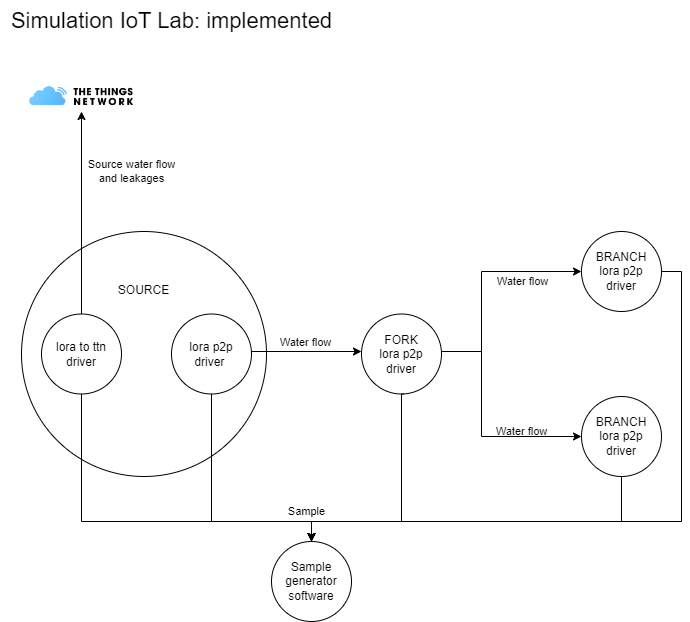 Simulation IoT Lab: implemented
THE THINGS
NETWORK
Source water flow
and leakages
SOURCE
lora to ttn
driver
lora p2p
driver
Water flow
FORK
lora p2p
driver
Water flow
BRANCH
lora p2p
driver
Water flow
BRANCH
lora p2p
driver
Sample
Sample
generator
software